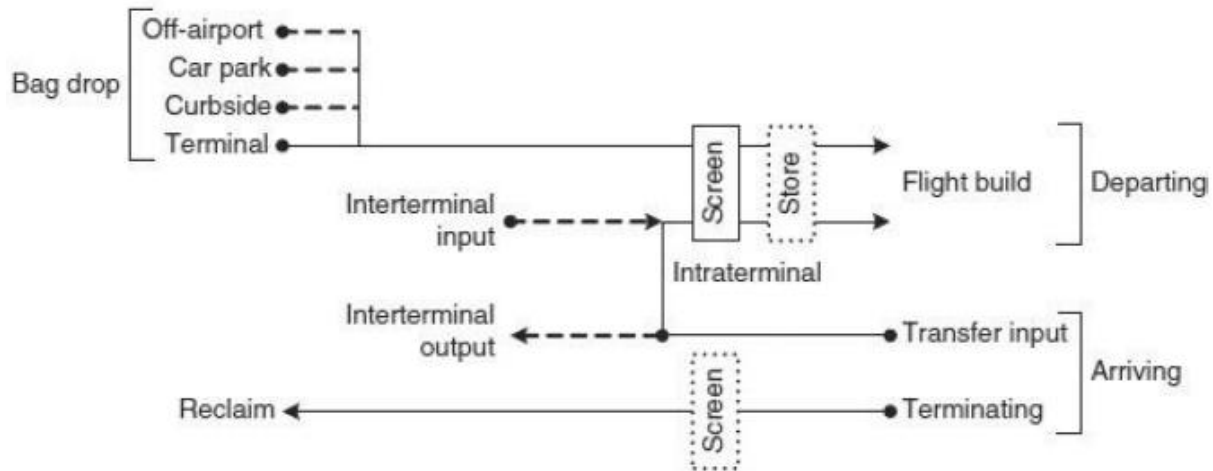 Off-airport
Car park
Bag drop
Curbside
Terminal
Screen
Store
Flight build
Departing
Interterminal
input
Intraterminal
Interterminal
output
Transfer input
Arriving
Reclaim
Screen
Terminating